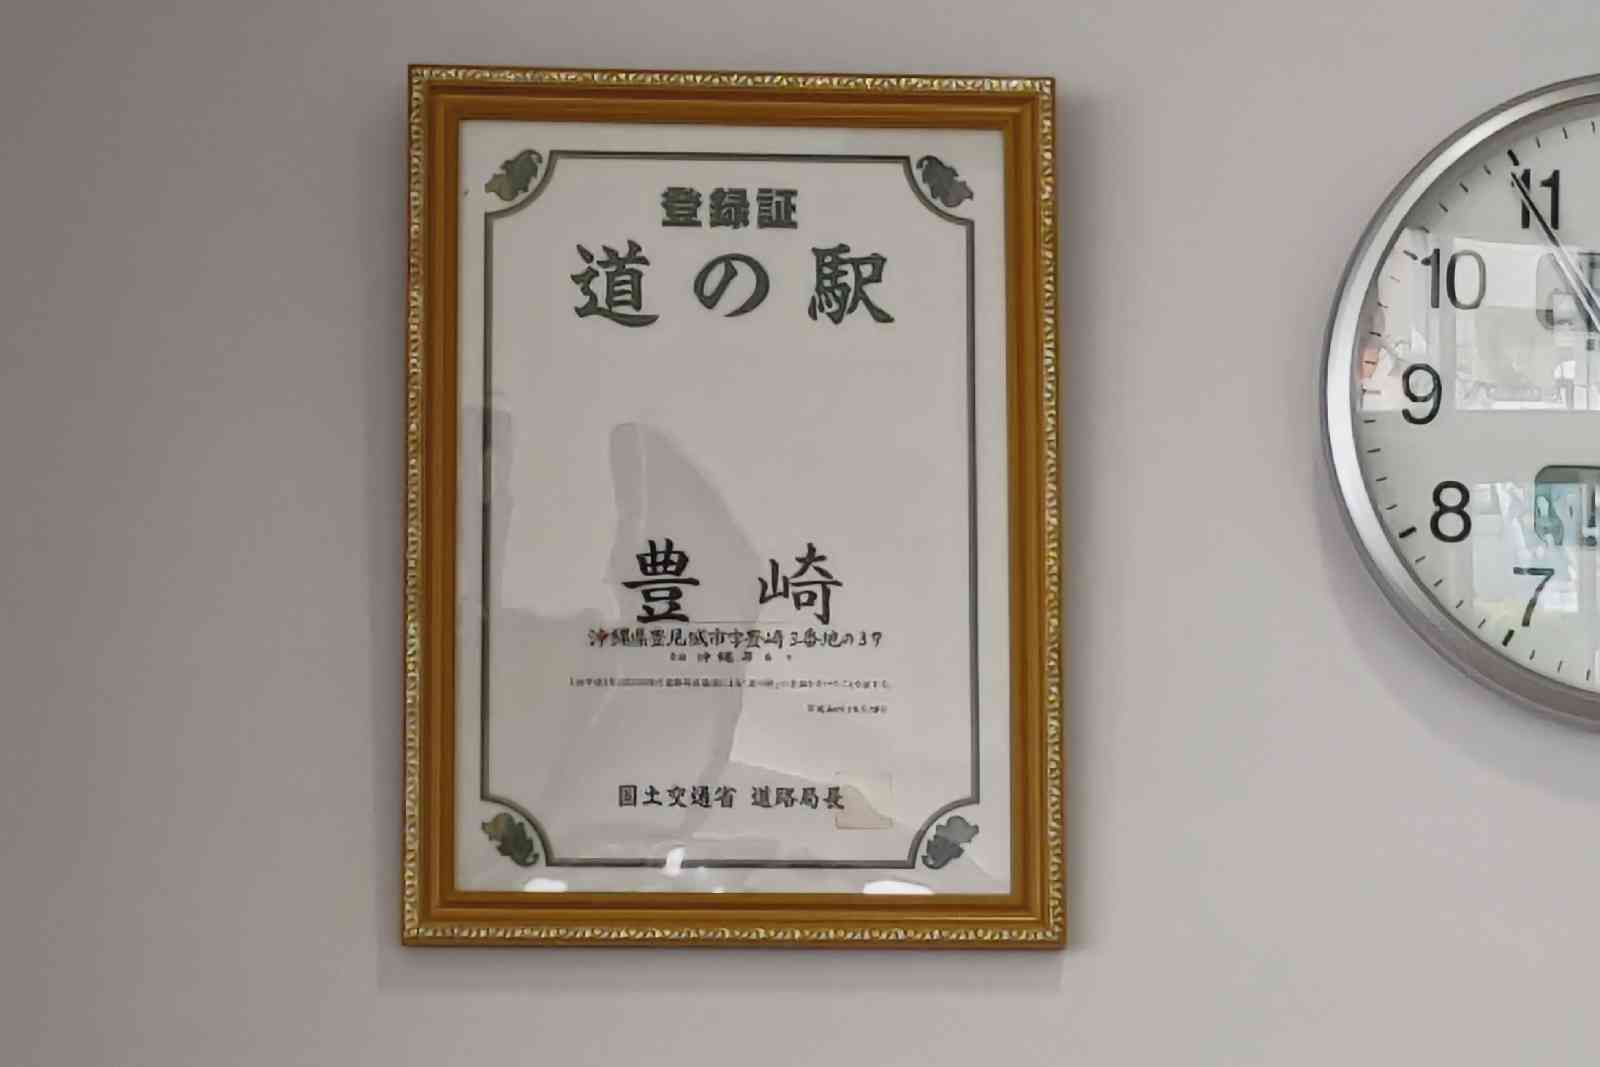 登録証
道の駅
豊崎
沖縄県豊見城市字豊崎3番地の37
国土交通省 道路局長
11
10
9
8
7